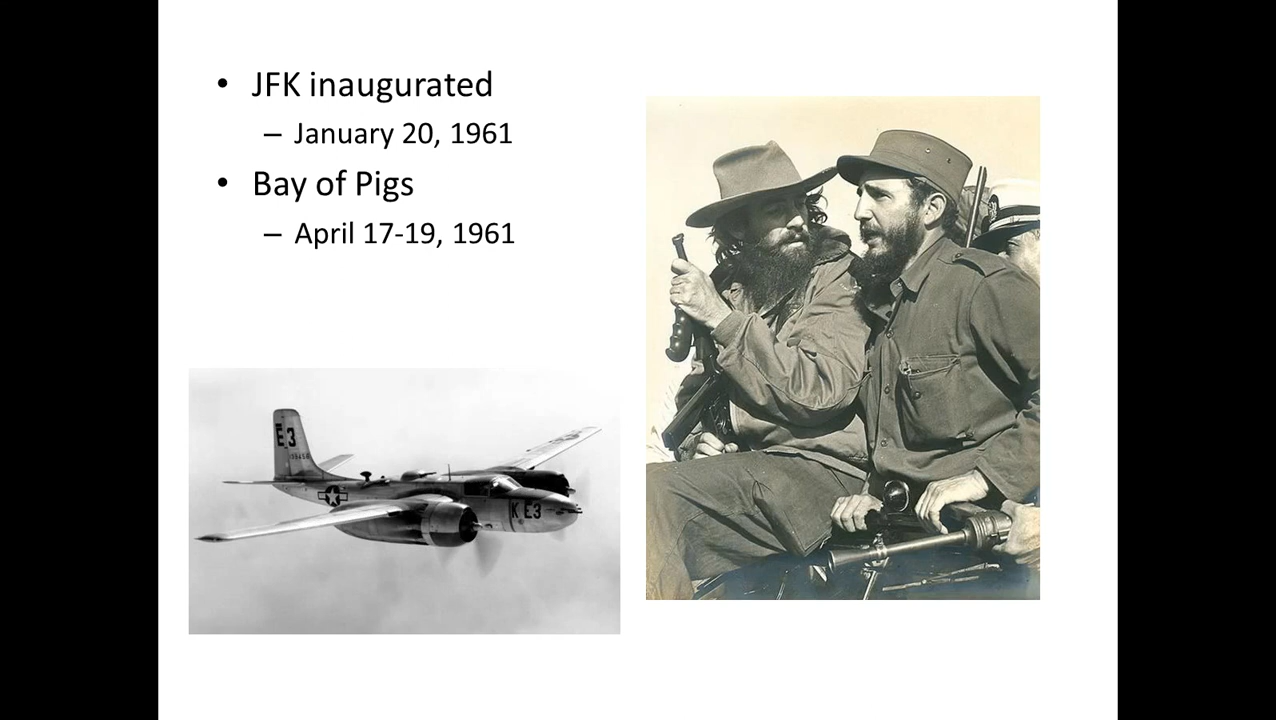 • JFK inaugurated
– January 20, 1961
• Bay of Pigs
– April 17-19, 1961
E3
K E3